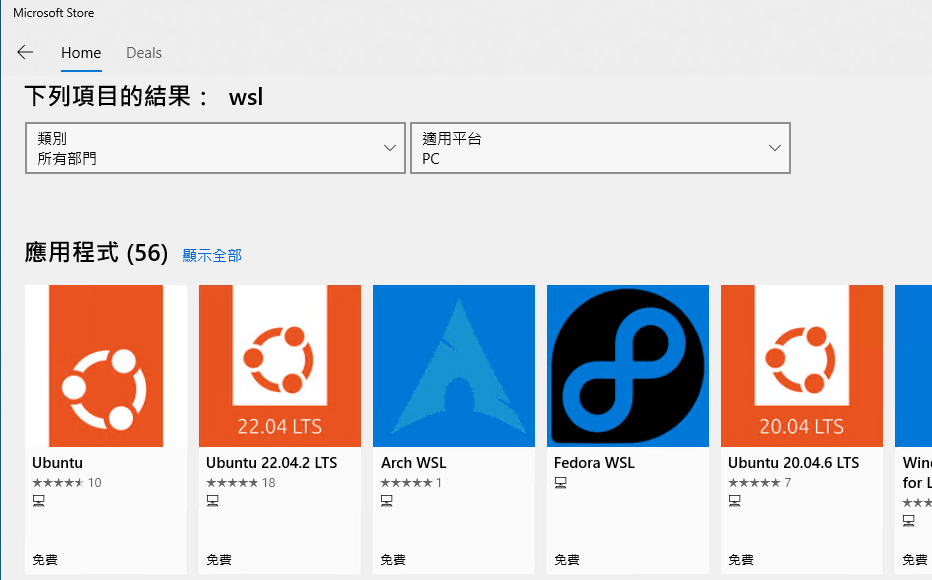 Microsoft Store
Home Deals
下列項目的結果： wsl
類別
所有部門
適用平台
PC
應用程式 (56) 顯示全部
22.04 LTS
20.04 LTS
Ubuntu
10
免費
Ubuntu 22.04.2 LTS
18
免費
Arch WSL
1
免費
Fedora WSL
免費
Ubuntu 20.04.6 LTS
7
免費
for L
免費